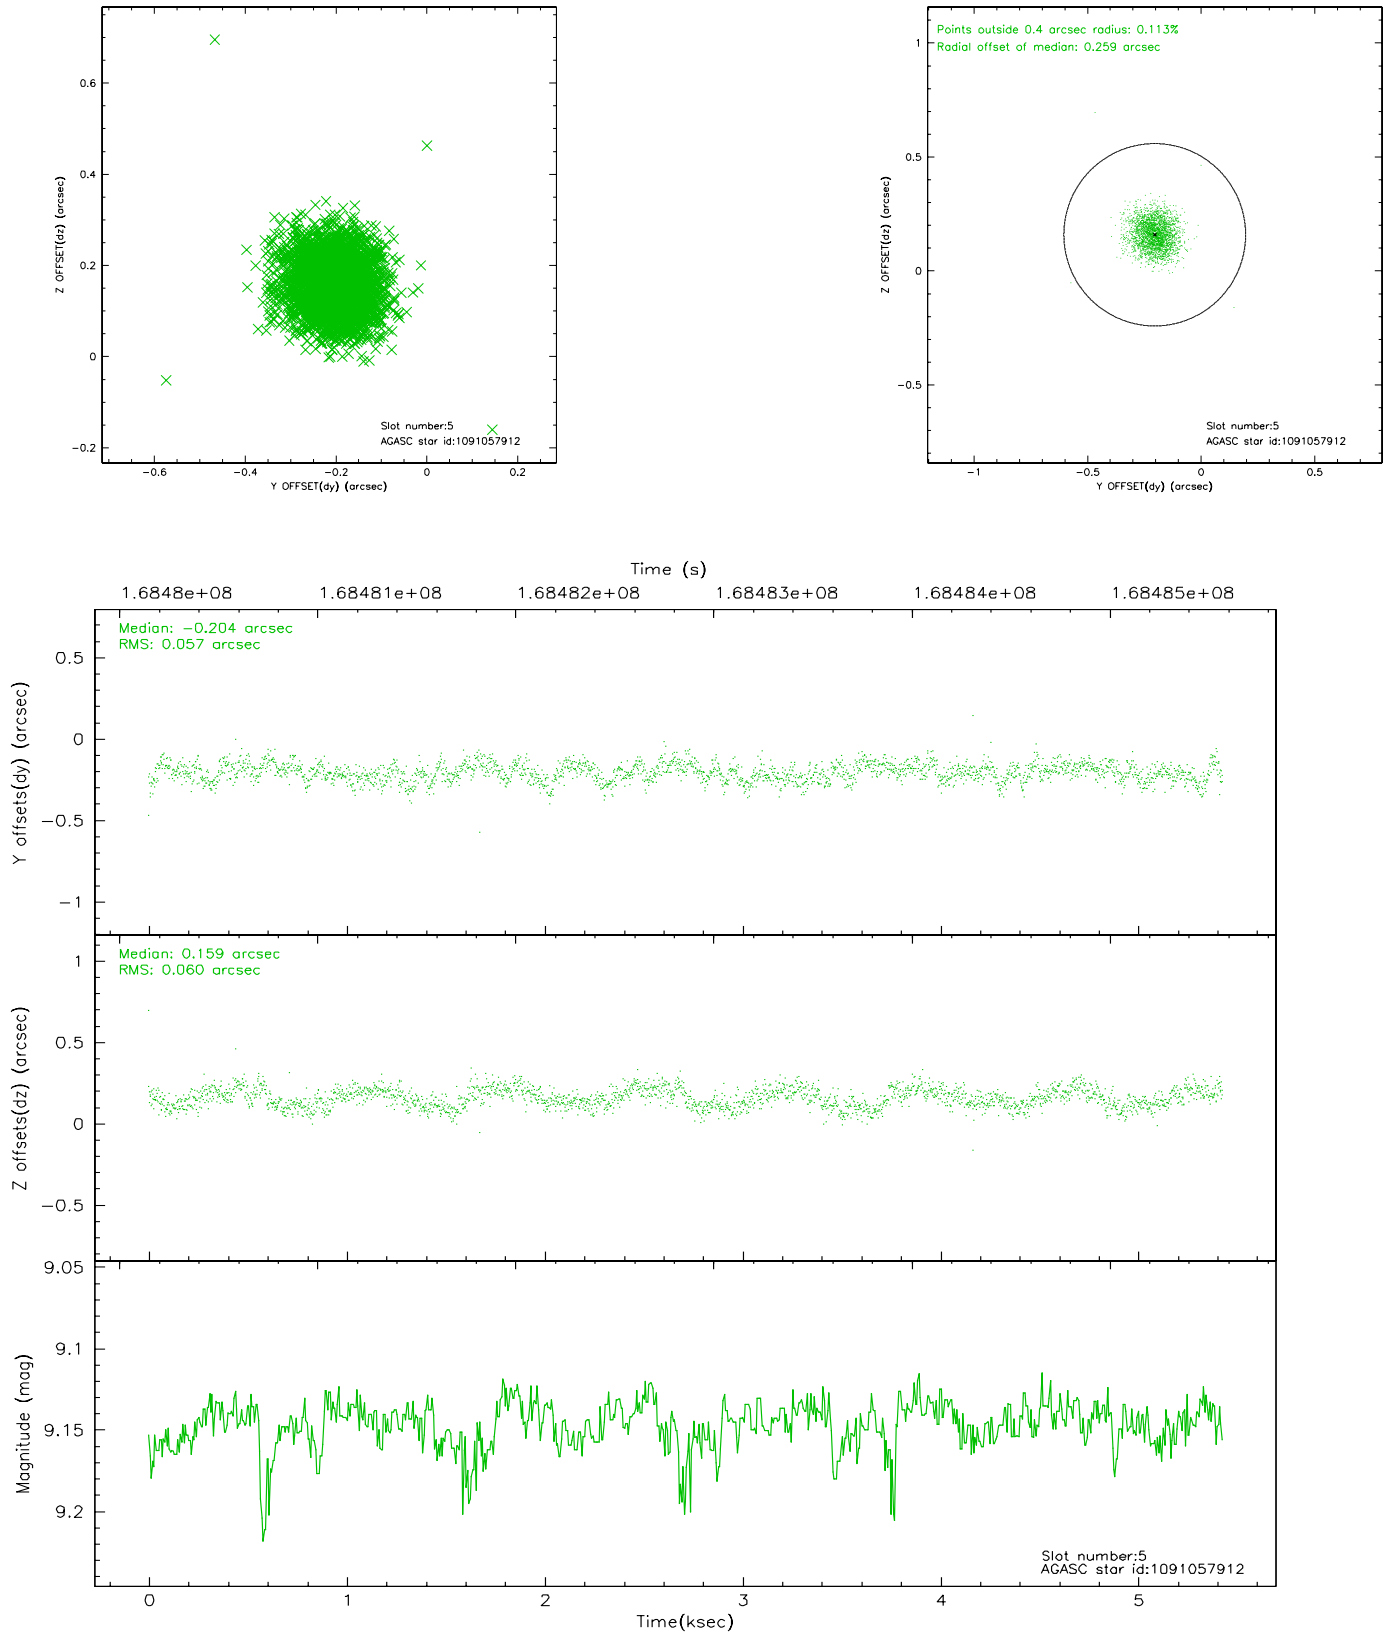 0.6
0.4
0.2
0
−0.2
Z OFFSET(dz) (arcsec)
Slot number:5
AGASC star id:1091057912
−0.6 −0.4 −0.2 0 0.2
Y OFFSET(dy) (arcsec)
Points outside 0.4 arcsec radius: 0.113%
Radial offset of median: 0.259 arcsec
1
0.5
0
−0.5
Z OFFSET(dz) (arcsec)
Slot number:5
AGASC star id:1091057912
−1 −0.5 0 0.5
Y OFFSET(dy) (arcsec)
Time (s)
1.6848e+08 1.68481e+08 1.68482e+08 1.68483e+08 1.68484e+08 1.68485e+08
Median: −0.204 arcsec
RMS: 0.057 arcsec
0.5
0
−0.5
−1
Y offsets(dy) (arcsec)
Median: 0.159 arcsec
RMS: 0.060 arcsec
1
0.5
0
−0.5
Z offsets(dz) (arcsec)
9.05
9.1
9.15
9.2
Magnitude (mag)
Slot number:5
AGASC star id:1091057912
0 1 2 3 4 5
Time(ksec)